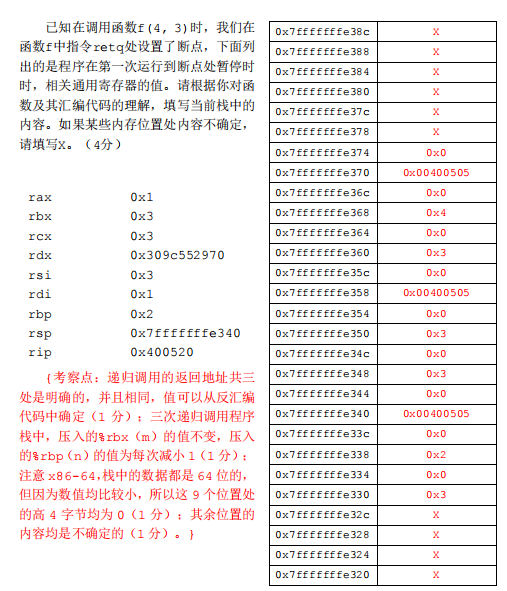 已知在调用函数f(4, 3)时，我们在
函数f中指令retq处设置了断点，下面列
出的是程序在第一次运行到断点处暂停时
时，相关通用寄存器的值。请根据你对函
数及其汇编代码的理解，填写当前栈中的
内容。如果某些内存位置处内容不确定，
请填写X。（4分）
rax 0x1
rbx 0x3
rcx 0x3
rdx 0x309c552970
rsi 0x3
rdi 0x1
rbp 0x2
rsp 0x7fffffffe340
rip 0x400520
{考察点：递归调用的返回地址共三
处是明确的，并且相同，值可以从反汇编
代码中确定（1 分）；三次递归调用程序
栈中，压入的%rbx（m）的值不变，压入
的%rbp（n）的值为每次减小 1（1 分）；
注意 x86-64,栈中的数据都是 64 位的，
但因为数值均比较小，所以这 9 个位置处
的高 4 字节均为 0（1 分）；其余位置的
内容均是不确定的（1 分）。}
0x7fffffffe38c X
0x7fffffffe388 X
0x7fffffffe384 X
0x7fffffffe380 X
0x7fffffffe37c X
0x7fffffffe378 X
0x7fffffffe374 0x0
0x7fffffffe370 0x00400505
0x7fffffffe36c 0x0
0x7fffffffe368 0x4
0x7fffffffe364 0x0
0x7fffffffe360 0x3
0x7fffffffe35c 0x0
0x7fffffffe358 0x00400505
0x7fffffffe354 0x0
0x7fffffffe350 0x3
0x7fffffffe34c 0x0
0x7fffffffe348 0x3
0x7fffffffe344 0x0
0x7fffffffe340 0x00400505
0x7fffffffe33c 0x0
0x7fffffffe338 0x2
0x7fffffffe334 0x0
0x7fffffffe330 0x3
0x7fffffffe32c X
0x7fffffffe328 X
0x7fffffffe324 X
0x7fffffffe320 X